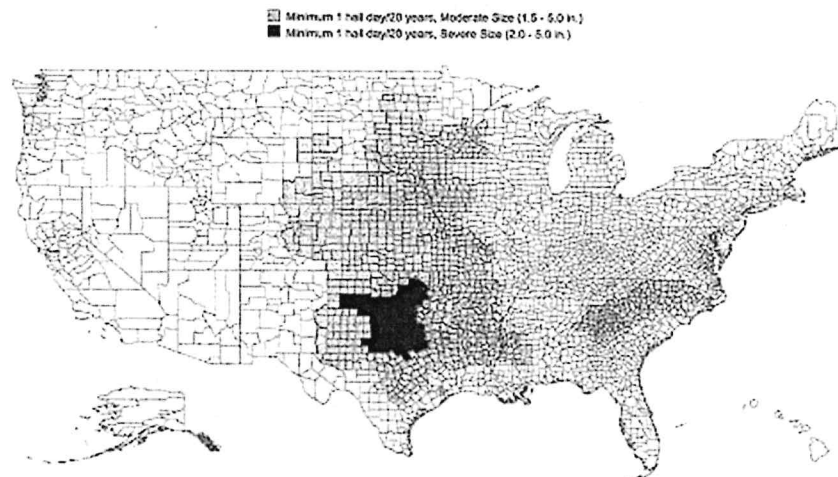 Minimum 1 hail day/20 years, Moderate Size (1.5 - 5.0 in.)
Minimum 1 hail day/20 years, Severe Size (2.0 - 5.0 in.)